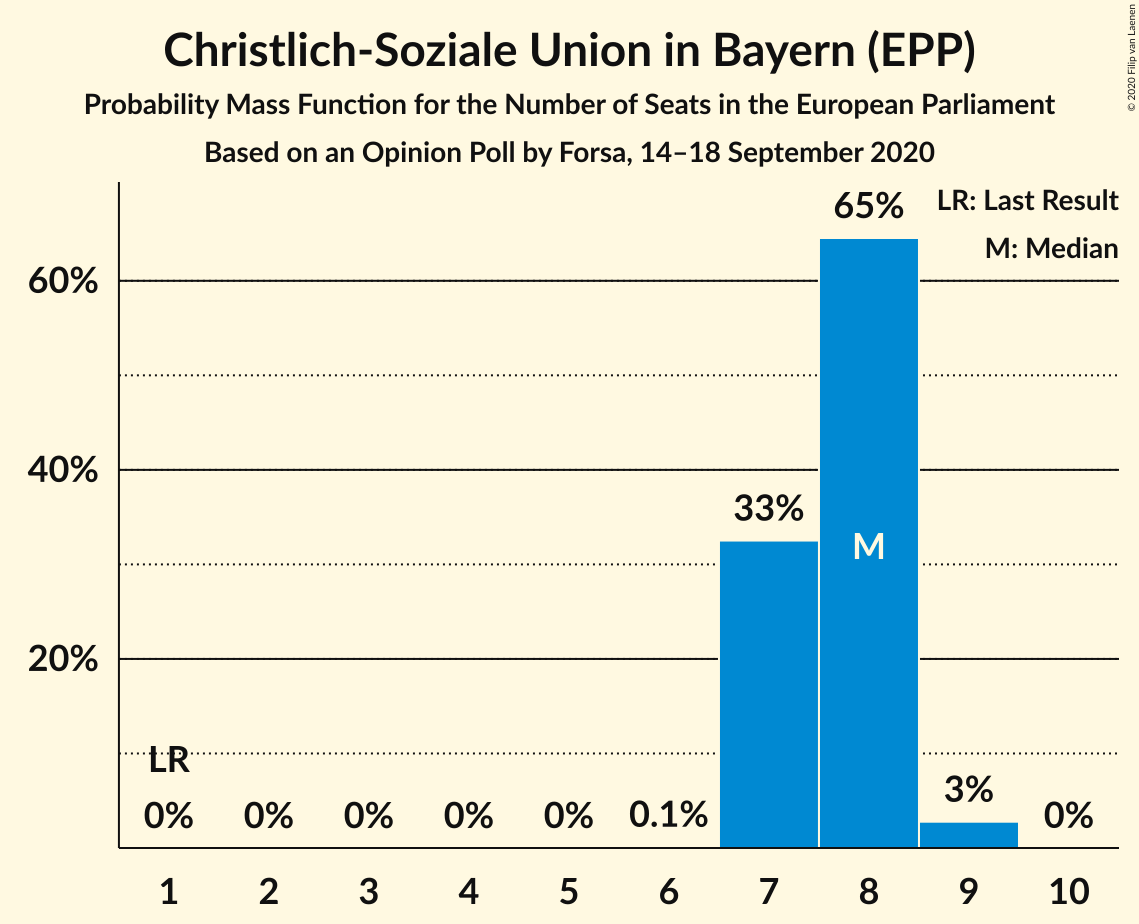 Christlich-Soziale Union in Bayern (EPP)
Probability Mass Function for the Number of Seats in the European Parliament
Based on an Opinion Poll by Forsa, 14–18 September 2020
© 2020 Filip van Laenen
LR: Last Result
M: Median
65%
60%
40%
33%
M
20%
LR
0% 0% 0% 0% 0% 0.1% 3% 0%
1 2 3 4 5 6 7 8 9 10